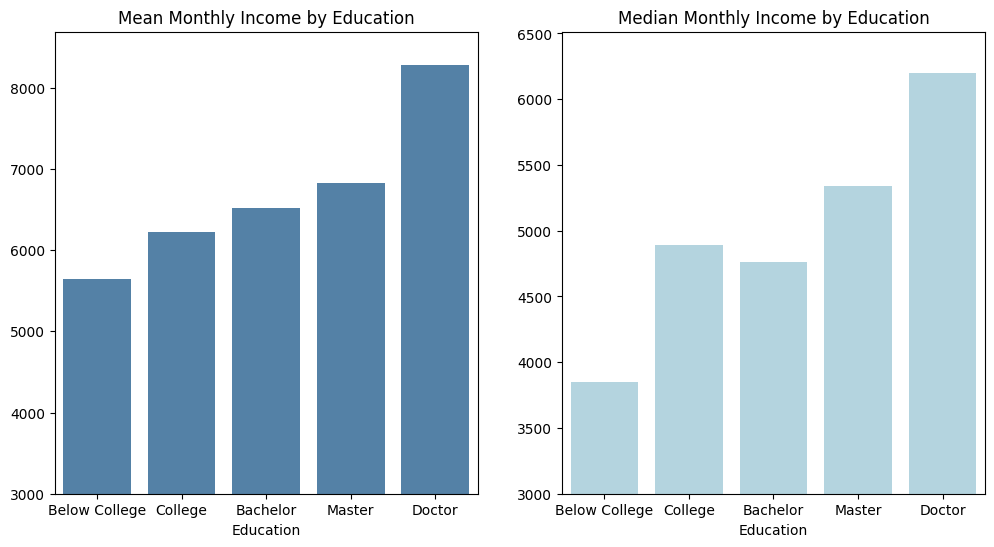 Mean Monthly Income by Education
8000
7000
6000
5000
4000
3000
Below College College Bachelor Master Doctor
Education
Median Monthly Income by Education
6500
6000
5500
5000
4500
4000
3500
3000
Below College College Bachelor Master Doctor
Education